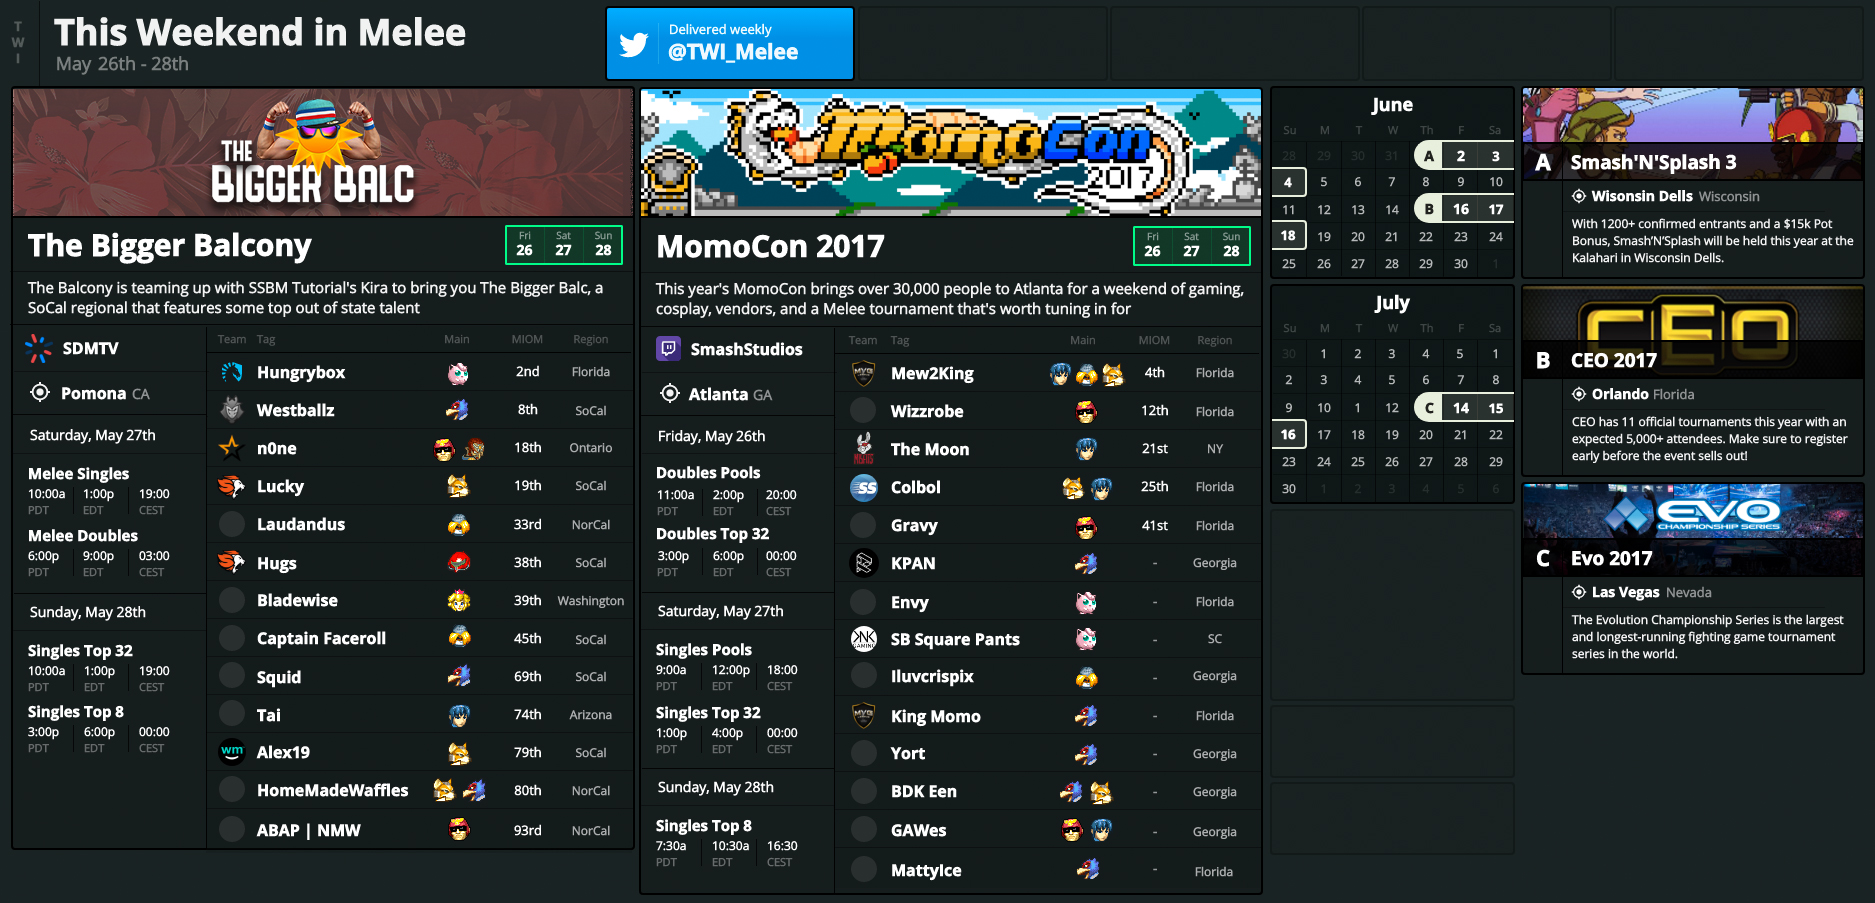 T
W
I
This Weekend in Melee
May 26th - 28th
Delivered weekly
@TWI_Melee
THE
BIGGER BALC
The Bigger Balcony
Fri Sat Sun
26 27 28
The Balcony is teaming up with SSBM Tutorial's Kira to bring you The Bigger Balc, a
SoCal regional that features some top out of state talent
SDMTV
Pomona CA
Saturday, May 27th
Melee Singles
10:00a 1:00p 19:00
PDT EDT CEST
Melee Doubles
6:00p 9:00p 03:00
PDT EDT CEST
Sunday, May 28th
Singles Top 32
10:00a 1:00p 19:00
PDT EDT CEST
Singles Top 8
3:00p 6:00p 00:00
PDT EDT CEST
Team Tag Main MIOM Region
Hungrybox 2nd Florida
Westballz 8th SoCal
n0ne 18th Ontario
Lucky 19th SoCal
Laudandus 33rd NorCal
Hugs 38th SoCal
Bladewise 39th Washington
Captain Faceroll 45th SoCal
Squid 69th SoCal
Tai 74th Arizona
wm Alex19 79th SoCal
HomeMadeWaffles 80th NorCal
ABAP | NMW 93rd NorCal
MomoCon
2017
MomoCon 2017
Fri Sat Sun
26 27 28
This year's MomoCon brings over 30,000 people to Atlanta for a weekend of gaming,
cosplay, vendors, and a Melee tournament that's worth tuning in for
SmashStudios
Atlanta GA
Friday, May 26th
Doubles Pools
11:00a 2:00p 20:00
PDT EDT CEST
Doubles Top 32
3:00p 6:00p 00:00
PDT EDT CEST
Saturday, May 27th
Singles Pools
9:00a 12:00p 18:00
PDT EDT CEST
Singles Top 32
1:00p 4:00p 00:00
PDT EDT CEST
Sunday, May 28th
Singles Top 8
7:30a 10:30a 16:30
PDT EDT CEST
Team Tag Main MIOM Region
MVG Mew2King 4th Florida
Wizzrobe 12th Florida
The Moon 21st NY
SS Colbol 25th Florida
Gravy 41st Florida
KPAN - Georgia
Envy - Florida
KNK GAMING SB Square Pants - SC
Iluvcrispix - Georgia
MVG King Momo - Florida
Yort - Georgia
BDK Een - Georgia
GAWes - Georgia
MattyIce - Florida
June
Su M T W Th F Sa
28 29 30 31 A 2 3
4 5 6 7 8 9 10
11 12 13 14 B 16 17
18 19 20 21 22 23 24
25 26 27 28 29 30 1
July
Su M T W Th F Sa
30 1 2 3 4 5 1
2 3 4 5 6 7 8
9 10 1 12 C 14 15
16 17 18 19 20 21 22
23 24 25 26 27 28 29
30 1 2 3 4 5 6
A Smash'N'Splash 3
Wisonsin Dells Wisconsin
With 1200+ confirmed entrants and a $15k Pot
Bonus, Smash'N'Splash will be held this year at the
Kalahari in Wisconsin Dells.
CEO
B CEO 2017
Orlando Florida
CEO has 11 official tournaments this year with an
expected 5,000+ attendees. Make sure to register
early before the event sells out!
EVO
CHAMPIONSHIP SERIES
C Evo 2017
Las Vegas Nevada
The Evolution Championship Series is the largest
and longest-running fighting game tournament
series in the world.